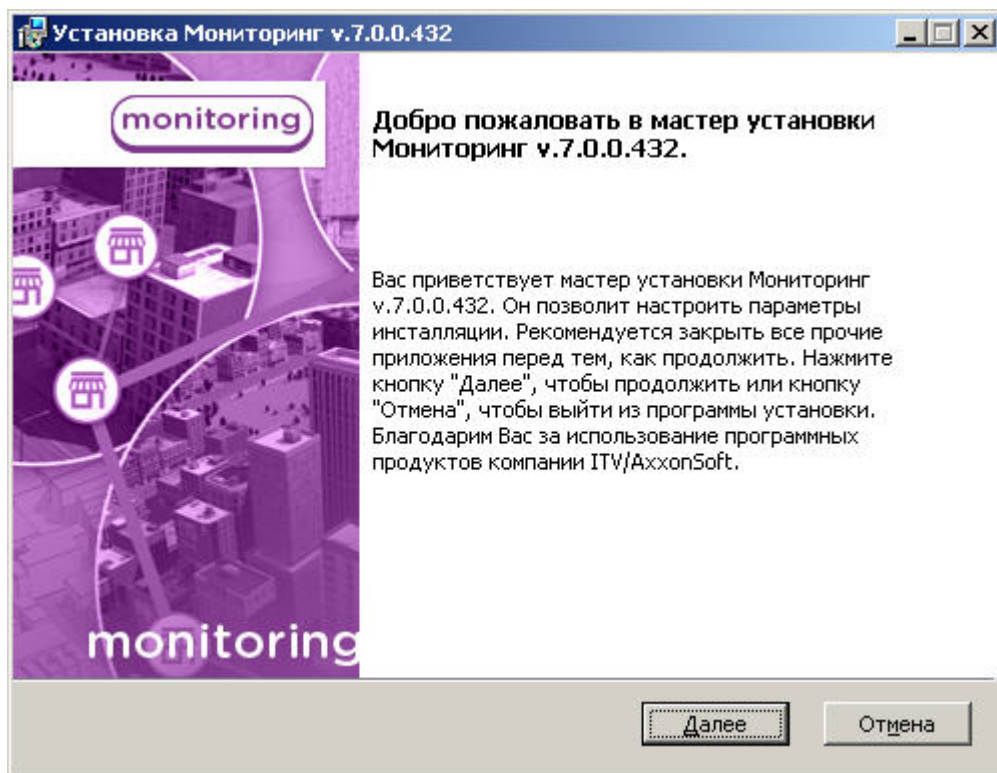 Установка Мониторинг v.7.0.0.432
monitoring
Добро пожаловать в мастер установки
Мониторинг v.7.0.0.432.
Вас приветствует мастер установки Мониторинг
v.7.0.0.432. Он позволит настроить параметры
инсталляции. Рекомендуется закрыть все прочие
приложения перед тем, как продолжить. Нажмите
кнопку "Далее", чтобы продолжить или кнопку
"Отмена", чтобы выйти из программы установки.
Благодарим Вас за использование программных
продуктов компании ITV/AxxonSoft.
monitoring
Далее
Отмена